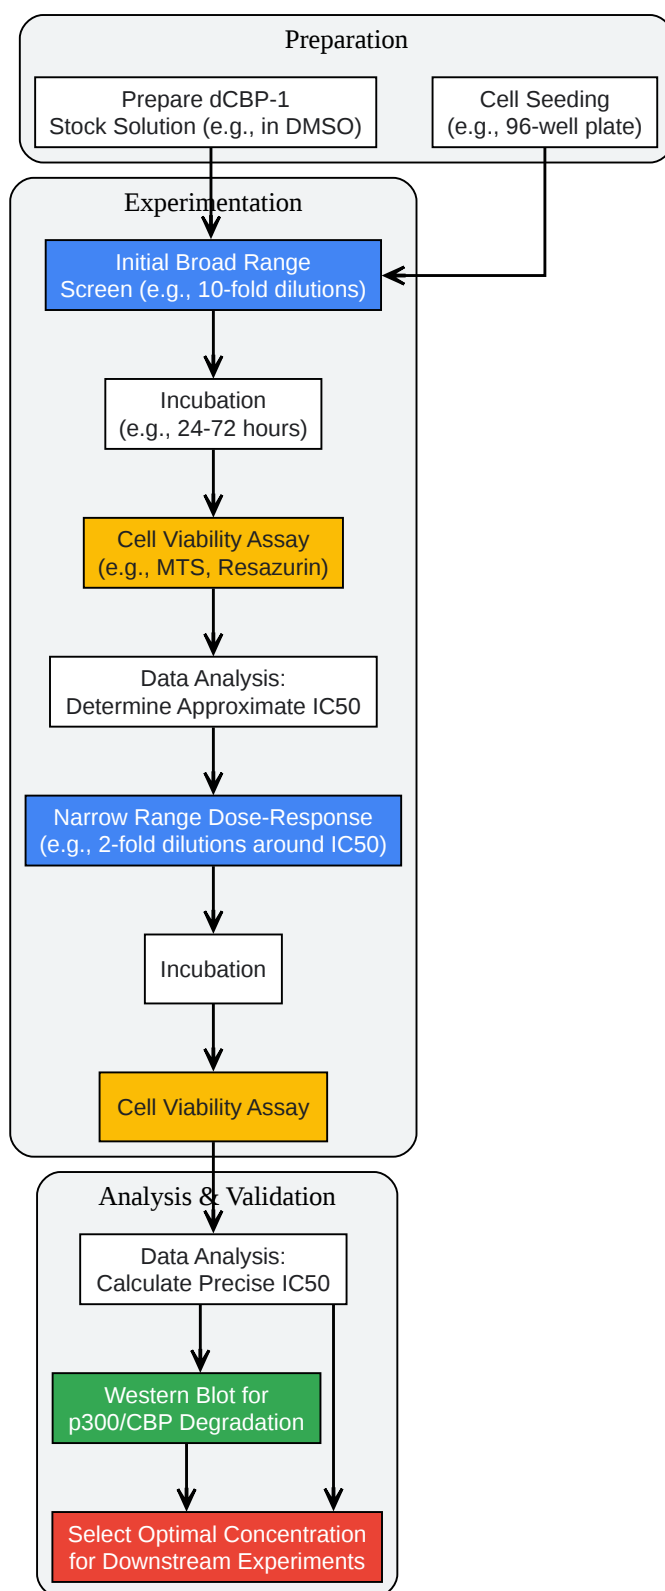 Preparation
Prepare dCBP-1
Stock Solution (e.g., in DMSO)
Cell Seeding
(e.g., 96-well plate)
Experimentation
Initial Broad Range
Screen (e.g., 10-fold dilutions)
Incubation
(e.g., 24-72 hours)
Cell Viability Assay
(e.g., MTS, Resazurin)
Data Analysis:
Determine Approximate IC50
Narrow Range Dose-Response
(e.g., 2-fold dilutions around IC50)
Incubation
Cell Viability Assay
Analysis & Validation
Data Analysis:
Calculate Precise IC50
Western Blot for
p300/CBP Degradation
Select Optimal Concentration
for Downstream Experiments